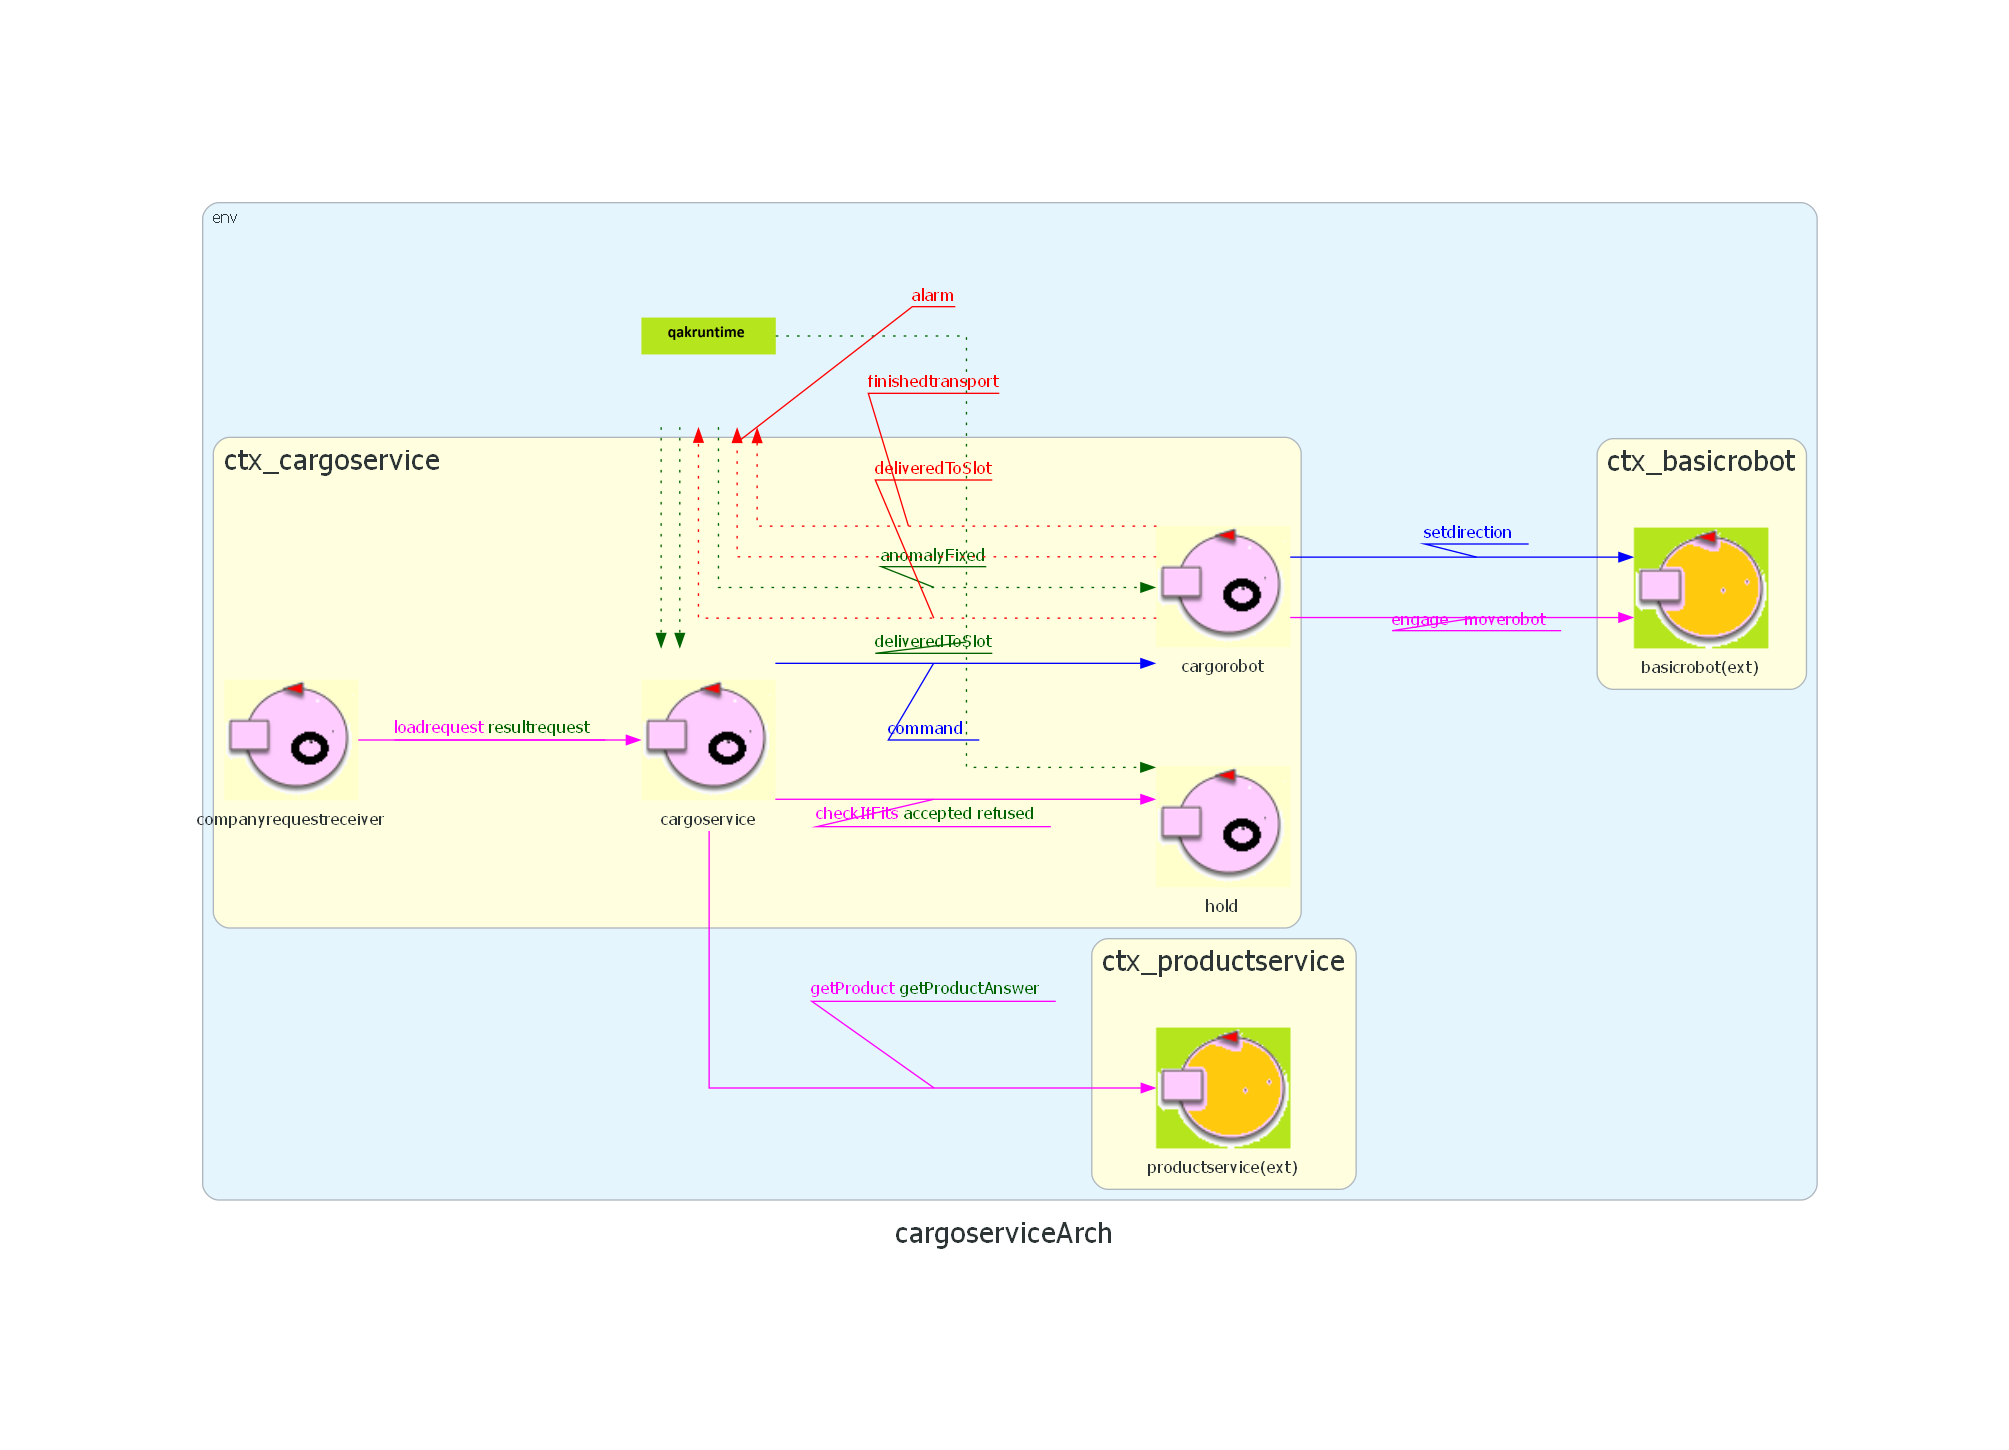 env
alarm
qakruntime
finishedtransport
ctx_cargoservice
ctx_basicrobot
deliveredToSlot
setdirection
anomalyFixed
engage moverobot
deliveredToSlot
cargorobot
basicrobot(ext)
loadrequest resultrequest
command
companyrequestreceiver
cargoservice
checkItFits accepted refused
hold
ctx_productservice
getProduct getProductAnswer
productservice(ext)
cargoserviceArch